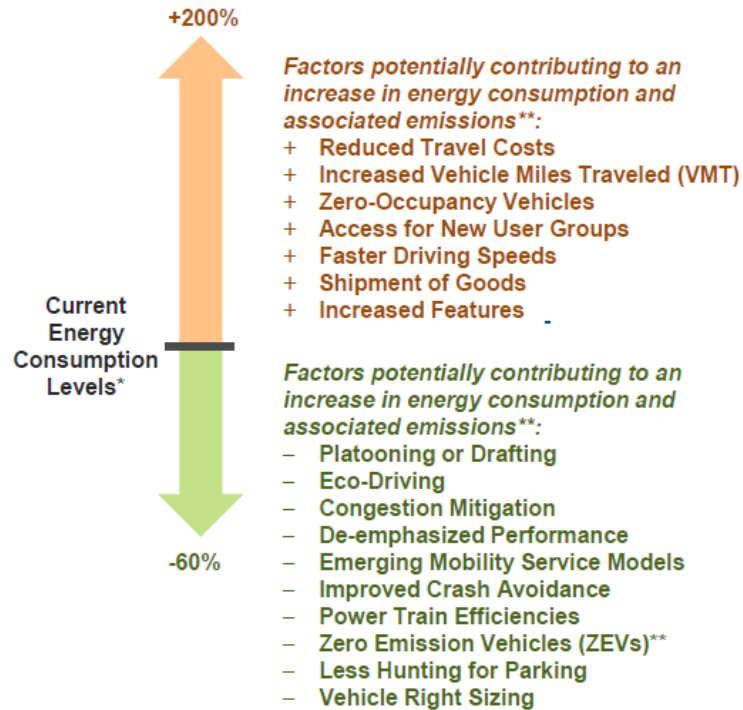 +200%
Factors potentially contributing to an
increase in energy consumption and
associated emissions**:
+ Reduced Travel Costs
+ Increased Vehicle Miles Traveled (VMT)
+ Zero-Occupancy Vehicles
+ Access for New User Groups
+ Faster Driving Speeds
+ Shipment of Goods
+ Increased Features
Current
Energy
Consumption
Levels*
Factors potentially contributing to an
increase in energy consumption and
associated emissions**:
– Platooning or Drafting
– Eco-Driving
– Congestion Mitigation
– De-emphasized Performance
– Emerging Mobility Service Models
– Improved Crash Avoidance
– Power Train Efficiencies
– Zero Emission Vehicles (ZEVs)**
– Less Hunting for Parking
– Vehicle Right Sizing
-60%